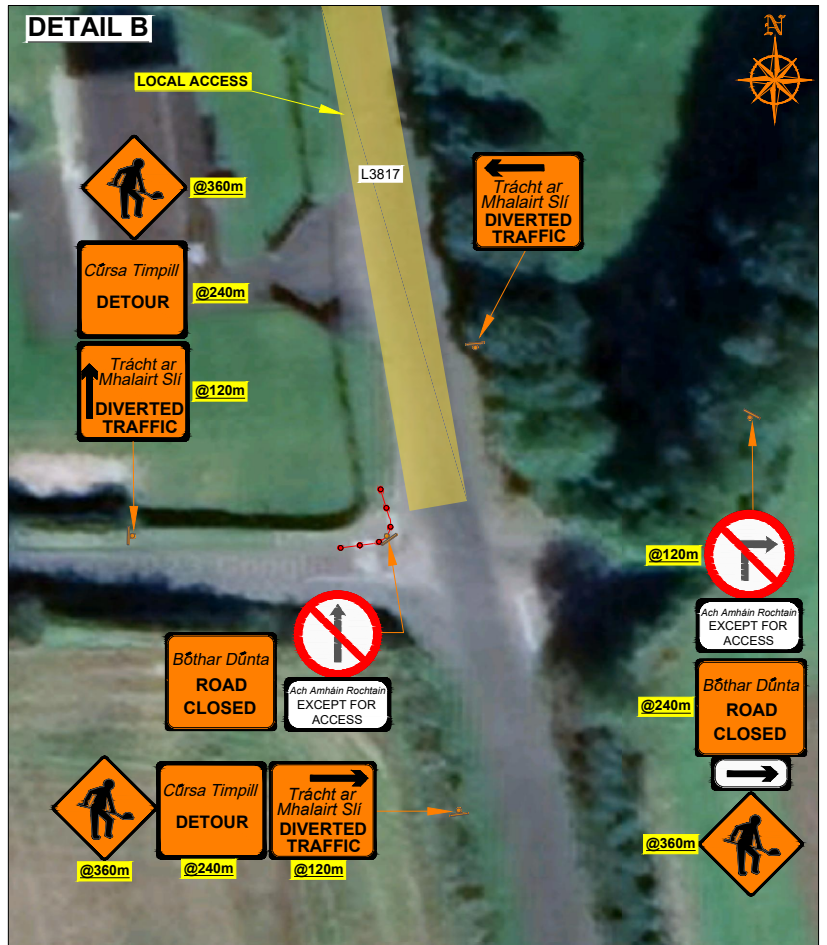 DETAIL B
N
LOCAL ACCESS
L3817
@360m
Cúrsa Timpill
DETOUR
@240m
Trácht ar
Mhalairt Slí
DIVERTED
TRAFFIC
@120m
Trácht ar
Mhalairt Slí
DIVERTED
TRAFFIC
@120m
Ach Amháin Rochtain
EXCEPT FOR
ACCESS
Bóthar Dúnta
ROAD
CLOSED
@240m
@360m
Bóthar Dúnta
ROAD
CLOSED
Ach Amháin Rochtain
EXCEPT FOR
ACCESS
Cúrsa Timpill
DETOUR
Trácht ar
Mhalairt Slí
DIVERTED
TRAFFIC
@360m
@240m
@120m